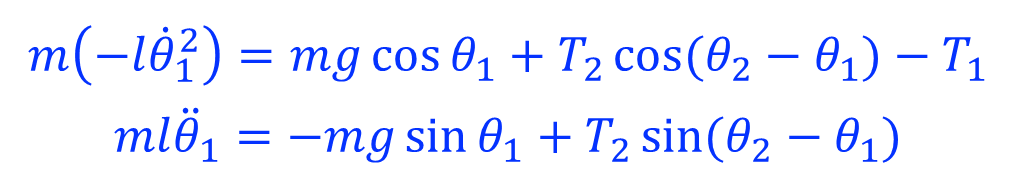 m(−lθ̇₁²) = mg cos θ₁ + T₂ cos(θ₂ − θ₁) − T₁
mlθ̈₁ = −mg sin θ₁ + T₂ sin(θ₂ − θ₁)